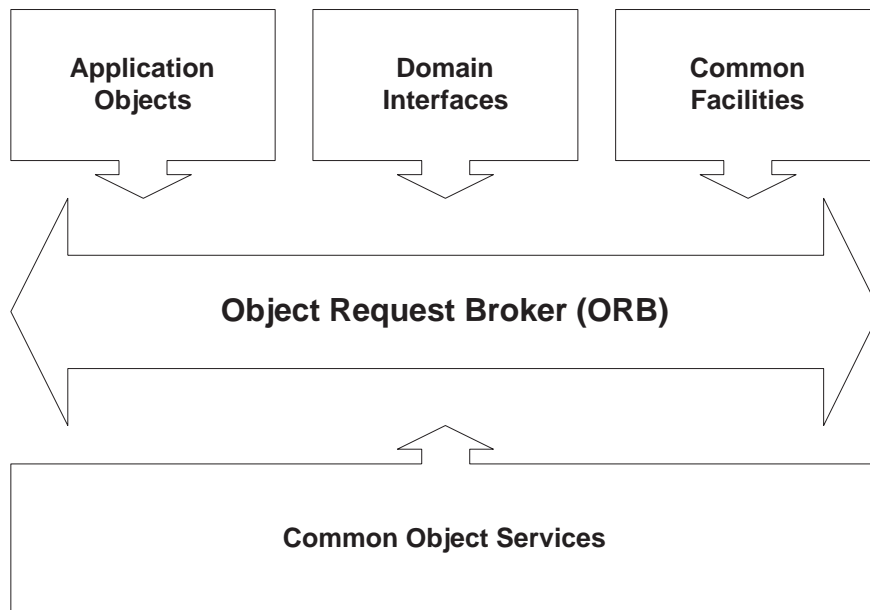 Application
Objects
Domain
Interfaces
Common
Facilities
Object Request Broker (ORB)
Common Object Services